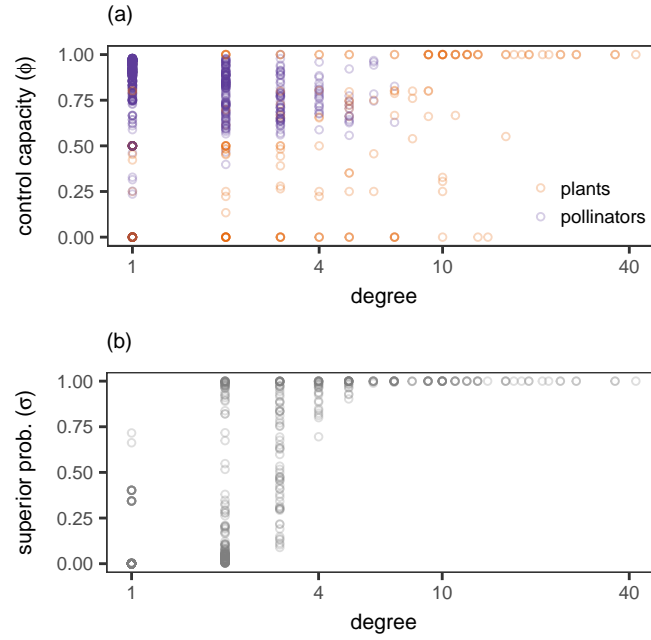 (a)
1.00
0.75
0.50
0.25
0.00
control capacity (ϕ)
plants
pollinators
1
4
10
40
degree
(b)
1.00
0.75
0.50
0.25
0.00
superior prob. (σ)
1
4
10
40
degree